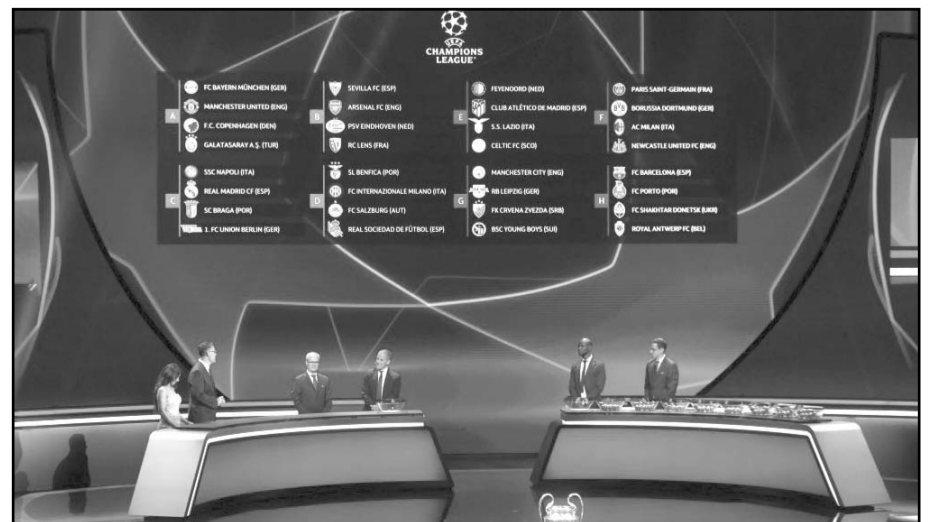 UEFA
CHAMPIONS
LEAGUE
A
FC BAYERN MÜNCHEN (GER)
MANCHESTER UNITED (ENG)
F.C. COPENHAGEN (DEN)
GALATASARAY A.Ş. (TUR)
B
SEVILLA FC (ESP)
ARSENAL FC (ENG)
PSV EINDHOVEN (NED)
RC LENS (FRA)
E
FEYENOORD (NED)
CLUB ATLÉTICO DE MADRID (ESP)
S.S. LAZIO (ITA)
CELTIC FC (SCO)
F
PARIS SAINT-GERMAIN (FRA)
BORUSSIA DORTMUND (GER)
AC MILAN (ITA)
NEWCASTLE UNITED FC (ENG)
C
SSC NAPOLI (ITA)
REAL MADRID CF (ESP)
SC BRAGA (POR)
1. FC UNION BERLIN (GER)
D
SL BENFICA (POR)
FC INTERNAZIONALE MILANO (ITA)
FC SALZBURG (AUT)
REAL SOCIEDAD DE FÚTBOL (ESP)
G
MANCHESTER CITY (ENG)
RB LEIPZIG (GER)
FK CRVENA ZVEZDA (SRB)
BSC YOUNG BOYS (SUI)
H
FC BARCELONA (ESP)
FC PORTO (POR)
FC SHAKHTAR DONETSK (UKR)
ROYAL ANTWERP FC (BEL)